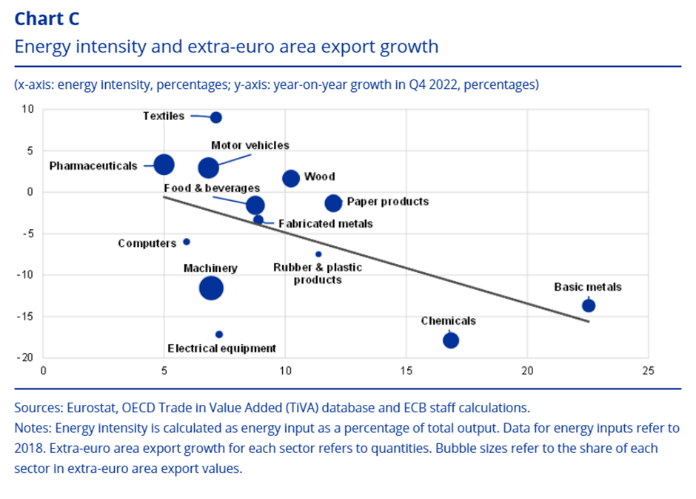 Chart C
Energy intensity and extra-euro area export growth
(x-axis: energy intensity, percentages; y-axis: year-on-year growth in Q4 2022, percentages)
10
Textiles
Motor vehicles
5
Pharmaceuticals
Wood
Food & beverages
0
Paper products
Fabricated metals
-5
Computers
Machinery
Rubber & plastic
products
-10
Basic metals
-15
Chemicals
Electrical equipment
-20
0 5 10 15 20 25
Sources: Eurostat, OECD Trade in Value Added (TiVA) database and ECB staff calculations.
Notes: Energy intensity is calculated as energy input as a percentage of total output. Data for energy inputs refer to
2018. Extra-euro area export growth for each sector refers to quantities. Bubble sizes refer to the share of each
sector in extra-euro area export values.